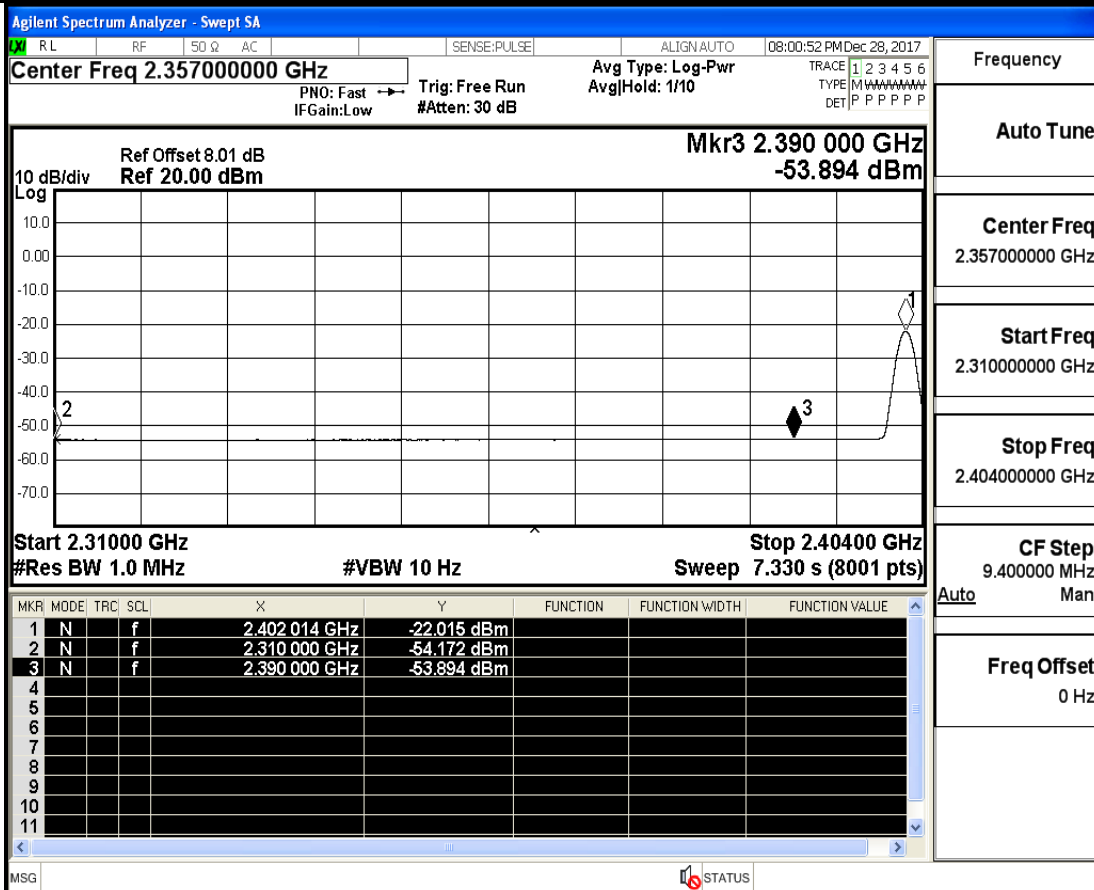 Agilent Spectrum Analyzer - Swept SA
LXI RL RF 50 Ω AC SENSE:PULSE ALIGN AUTO 08:00:52 PM Dec 28, 2017
Center Freq 2.357000000 GHz
PNO: Fast
IFGain:Low
Trig: Free Run
#Atten: 30 dB
Avg Type: Log-Pwr
Avg|Hold: 1/10
TRACE 1 2 3 4 5 6
TYPE M WWWWW
DET P P P P P P
Ref Offset 8.01 dB
10 dB/div Ref 20.00 dBm
Log
Mkr3 2.390 000 GHz
-53.894 dBm
10.0
0.00
-10.0
-20.0
-30.0
-40.0
-50.0
-60.0
-70.0
1
2
3
Start 2.31000 GHz Stop 2.40400 GHz
#Res BW 1.0 MHz #VBW 10 Hz Sweep 7.330 s (8001 pts)
MKR MODE TRC SCL X Y FUNCTION FUNCTION WIDTH FUNCTION VALUE
1 N f 2.402 014 GHz -22.015 dBm
2 N f 2.310 000 GHz -54.172 dBm
3 N f 2.390 000 GHz -53.894 dBm
4
5
6
7
8
9
10
11
MSG STATUS
Frequency
Auto Tune
Center Freq
2.357000000 GHz
Start Freq
2.310000000 GHz
Stop Freq
2.404000000 GHz
CF Step
9.400000 MHz
Auto Man
Freq Offset
0 Hz